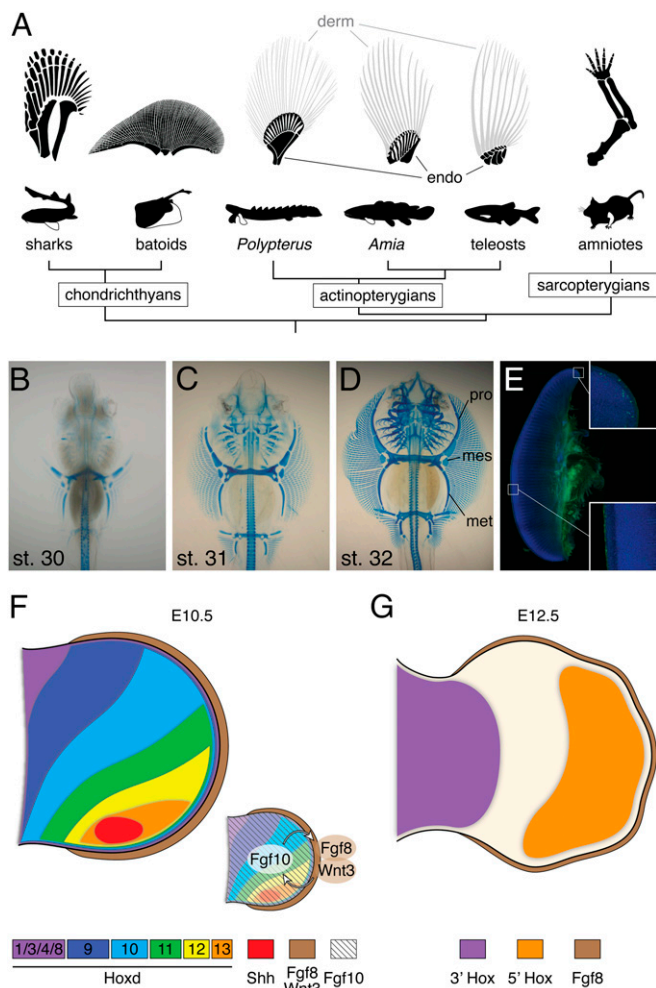 A
derm
endo
sharks
batoids
Polypterus
Amia
teleosts
amniotes
chondrichthyans
actinopterygians
sarcopterygians
B
C
D
E
pro
mes
met
st. 30
st. 31
st. 32
F
E10.5
G
E12.5
Fgf10
Fgf8
Wnt3
1/3/4/8 9 10 11 12 13
Hoxd
Shh
Fgf8
Wnt3
Fgf10
3' Hox
5' Hox
Fgf8